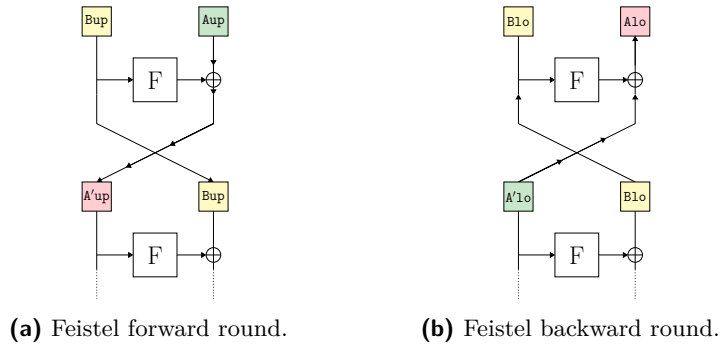 Bup Aup Blo Alo
F F
A′up Bup A′lo Blo
F F
(a) Feistel forward round. (b) Feistel backward round.